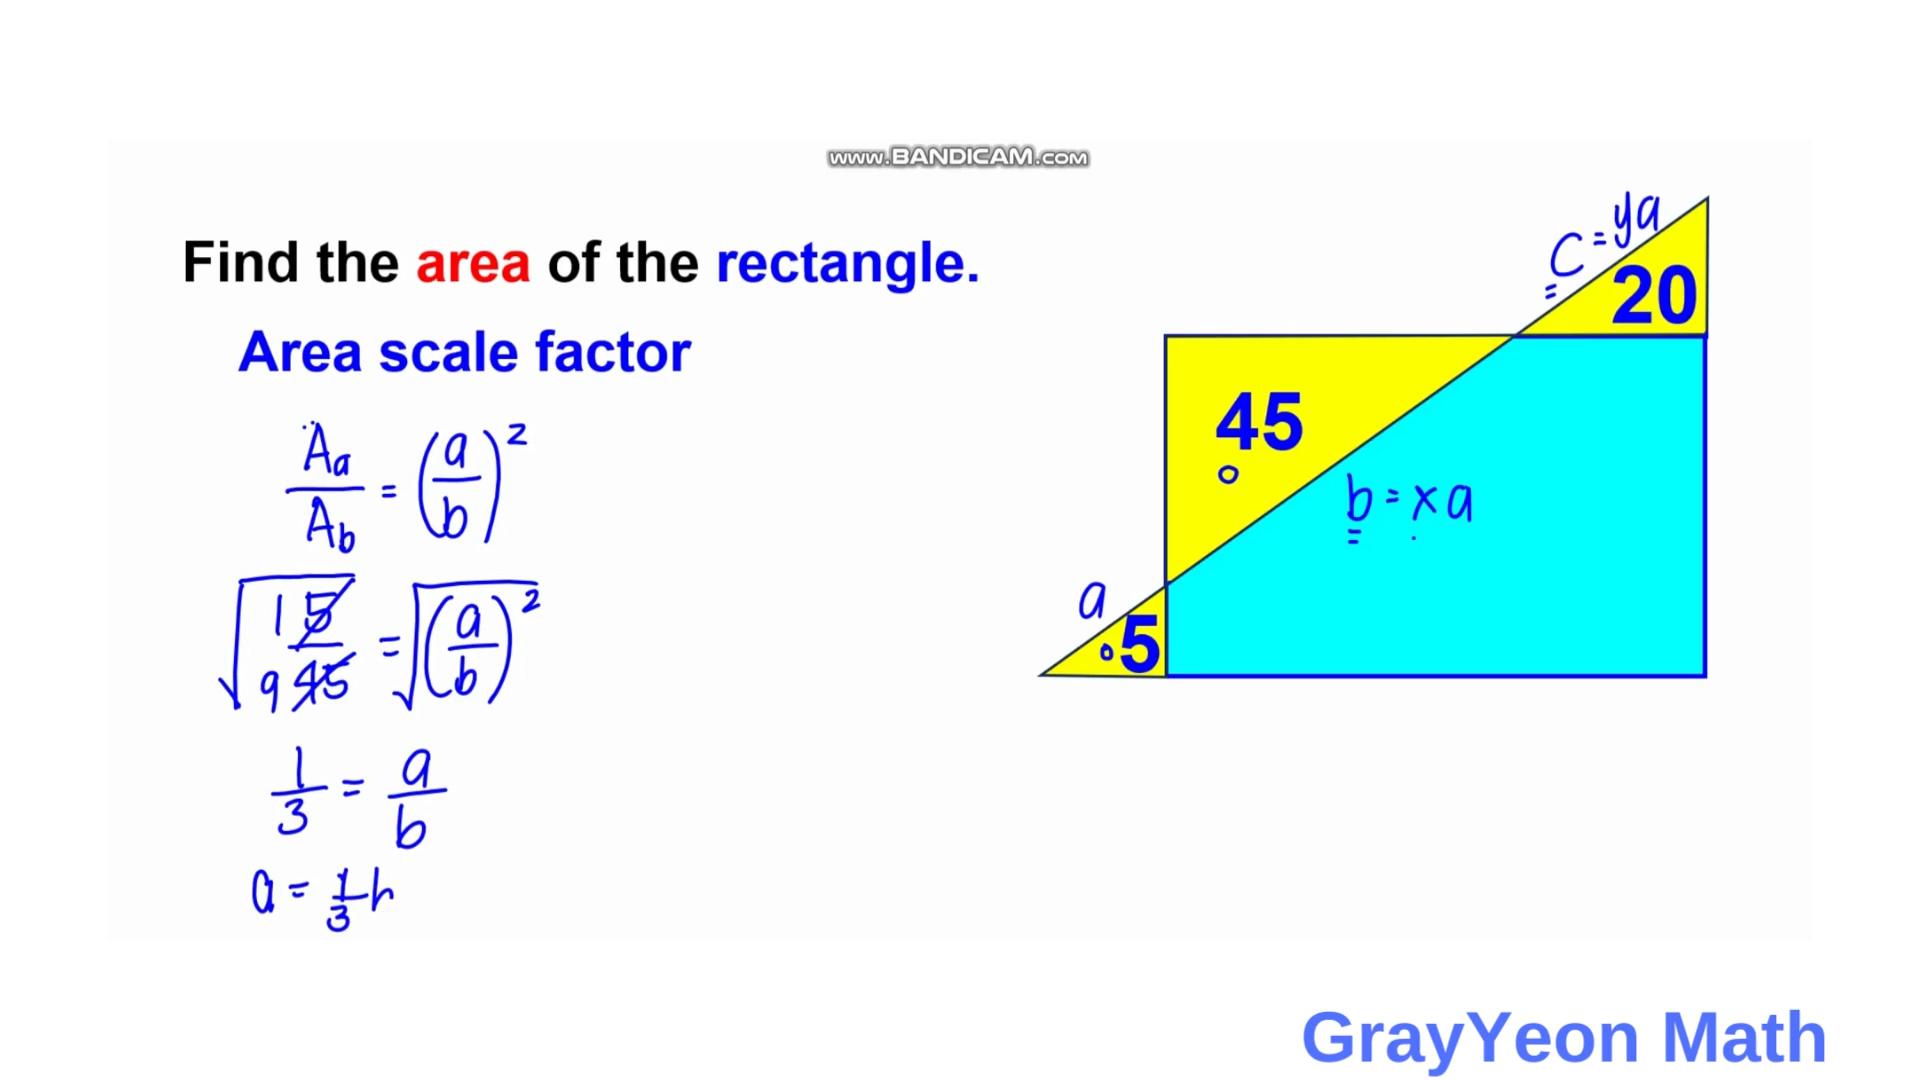 www.BANDICAM.com
Find the area of the rectangle.
Area scale factor
Aa/Ab = (a/b)²
√(15/945) = √((a/b)²)
1/3 = a/b
a = 1/3 h
c = ya
20
45
b = xa
a
5
GrayYeon Math